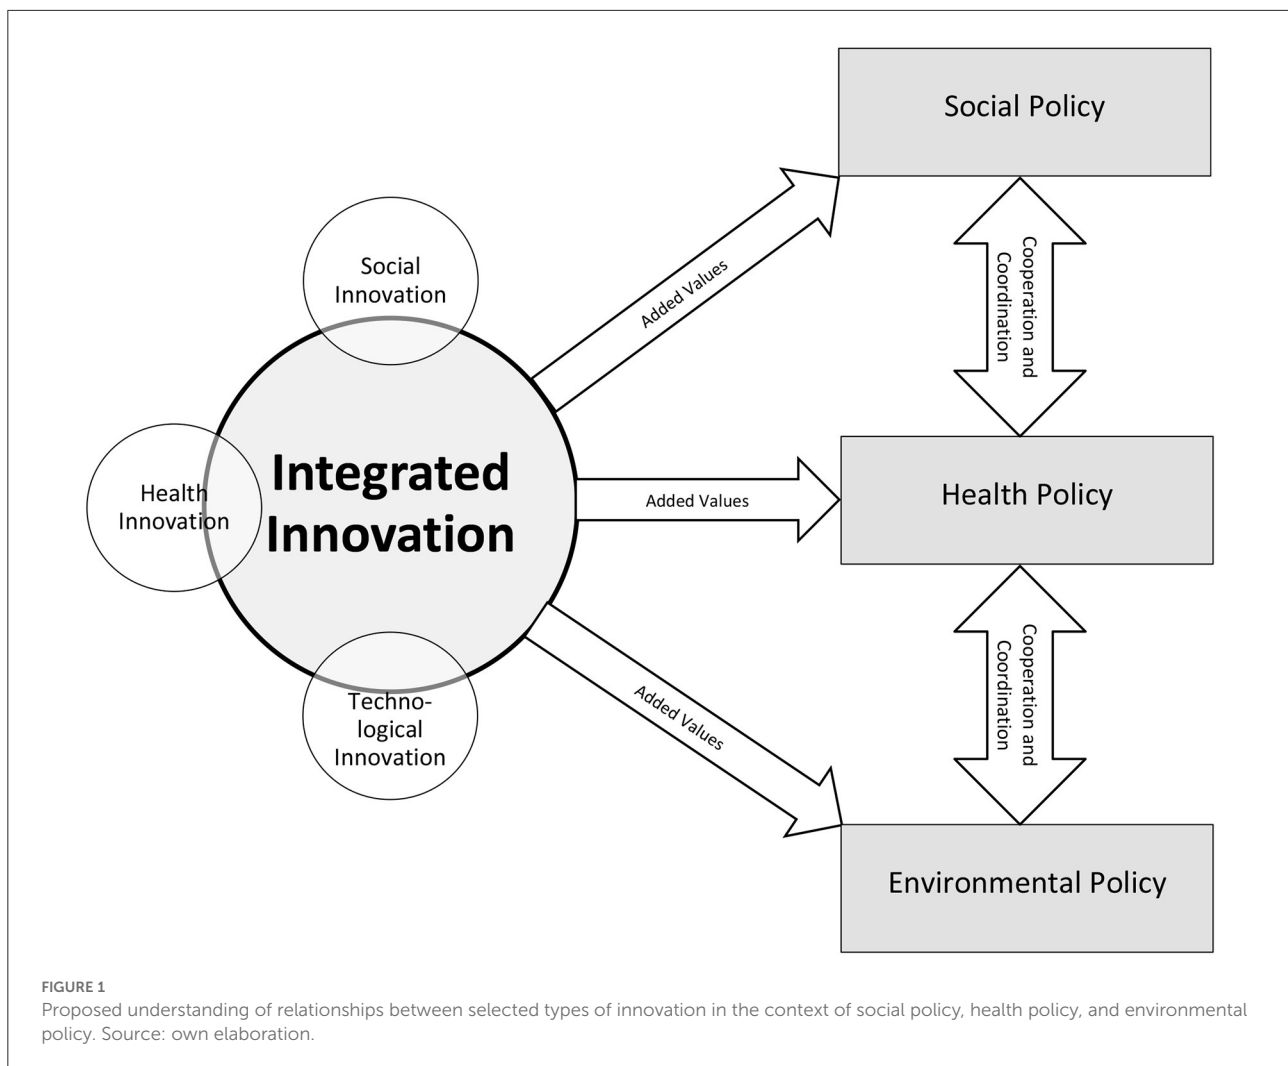 Social Policy
Social
Innovation
Added Values
Cooperation and
Coordination
Health
Innovation
Integrated
Innovation
Added Values
Health Policy
Techno-
logical
Innovation
Added Values
Cooperation and
Coordination
Environmental Policy
FIGURE 1
Proposed understanding of relationships between selected types of innovation in the context of social policy, health policy, and environmental
policy. Source: own elaboration.